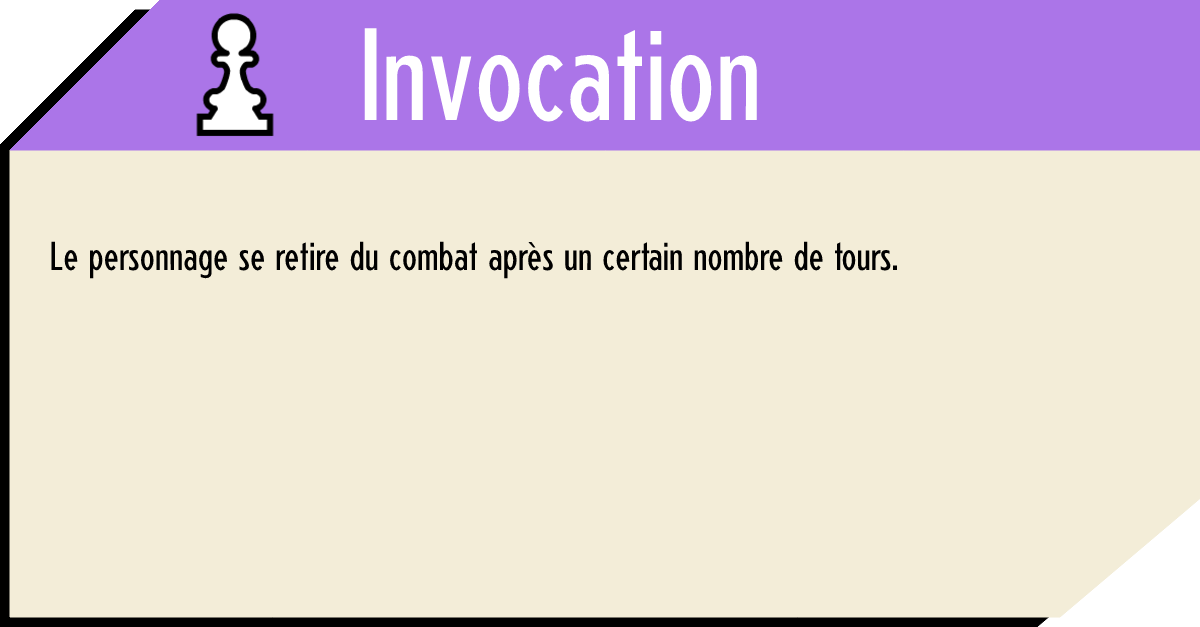 Invocation
Le personnage se retire du combat après un certain nombre de tours.